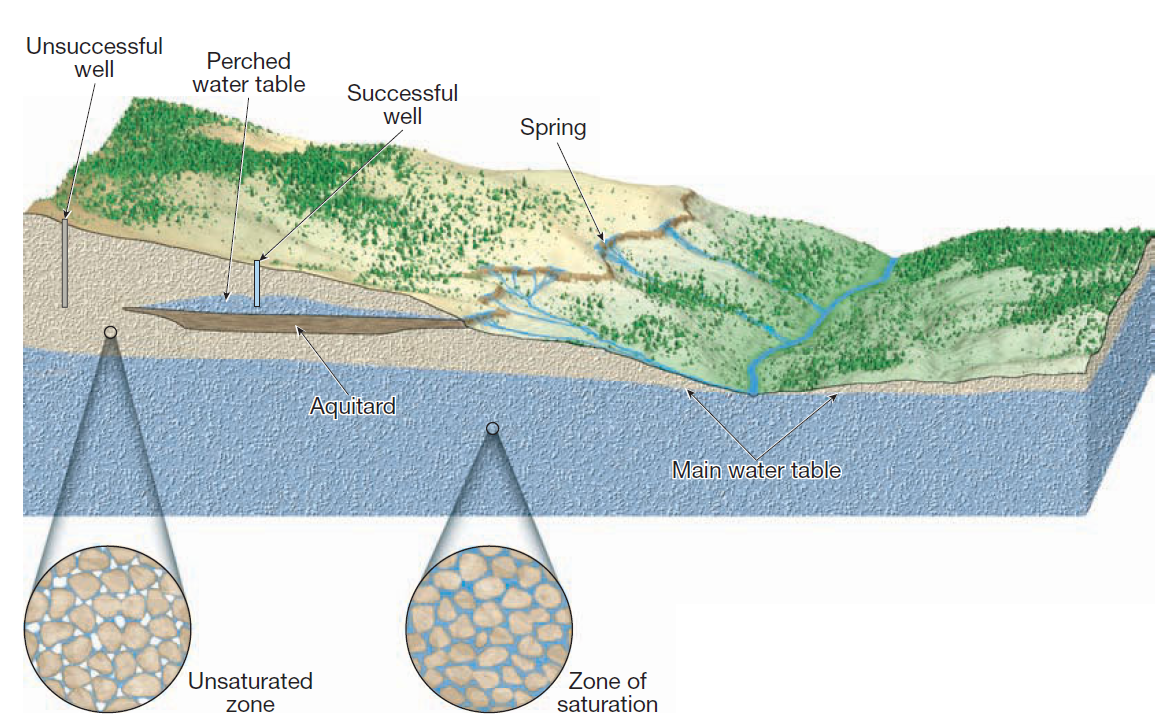 Unsuccessful
well
Perched
water table
Successful
well
Spring
Aquitard
Main water table
Unsaturated
zone
Zone of
saturation